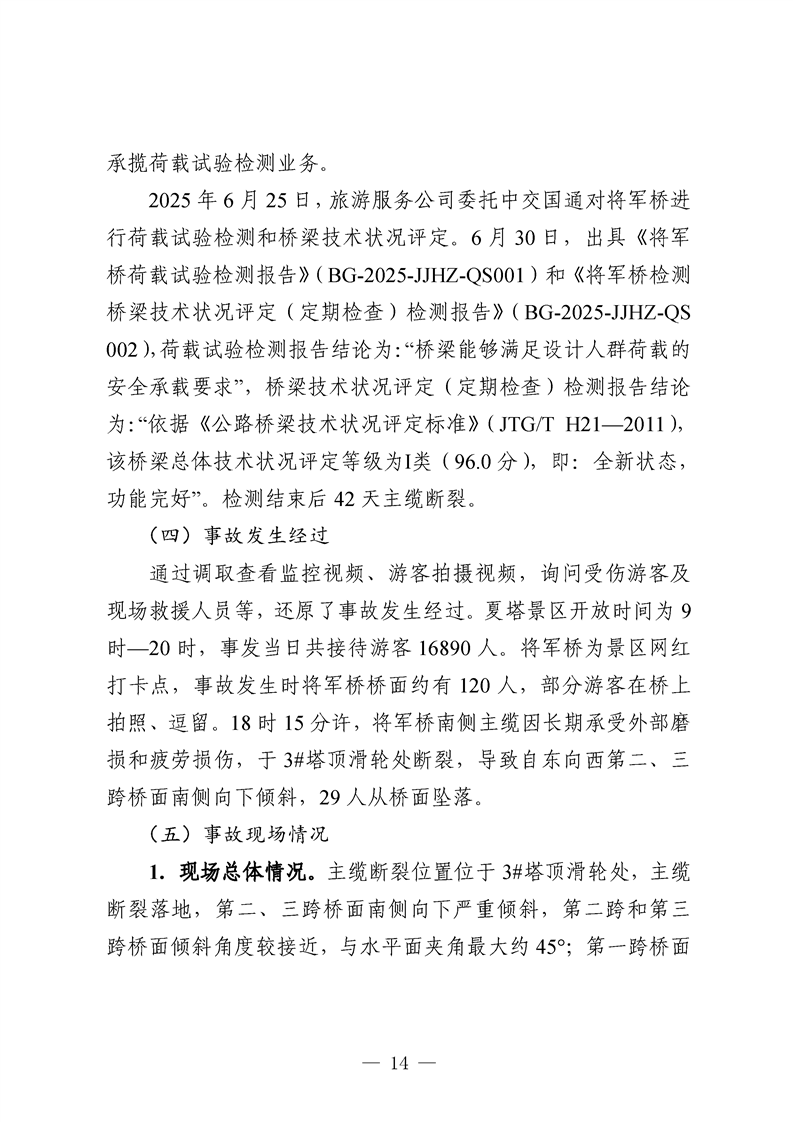 承揽荷载试验检测业务。
2025 年 6 月 25 日，旅游服务公司委托中交国通对将军桥进
行荷载试验检测和桥梁技术状况评定。6 月 30 日，出具《将军
桥荷载试验检测报告》（BG-2025-JJHZ-QS001）和《将军桥检测
桥梁技术状况评定（定期检查）检测报告》（BG-2025-JJHZ-QS
002），荷载试验检测报告结论为：“桥梁能够满足设计人群荷载的
安全承载要求”，桥梁技术状况评定（定期检查）检测报告结论
为：“依据《公路桥梁技术状况评定标准》（JTG/T H21—2011），
该桥梁总体技术状况评定等级为Ⅰ类（96.0 分），即：全新状态，
功能完好”。检测结束后 42 天主缆断裂。
（四）事故发生经过
通过调取查看监控视频、游客拍摄视频，询问受伤游客及
现场救援人员等，还原了事故发生经过。夏塔景区开放时间为 9
时—20 时，事发当日共接待游客 16890 人。将军桥为景区网红
打卡点，事故发生时将军桥桥面约有 120 人，部分游客在桥上
拍照、逗留。18 时 15 分许，将军桥南侧主缆因长期承受外部磨
损和疲劳损伤，于 3#塔顶滑轮处断裂，导致自东向西第二、三
跨桥面南侧向下倾斜，29 人从桥面坠落。
（五）事故现场情况
1．现场总体情况。主缆断裂位置位于 3#塔顶滑轮处，主缆
断裂落地，第二、三跨桥面南侧向下严重倾斜，第二跨和第三
跨桥面倾斜角度较接近，与水平面夹角最大约 45°；第一跨桥面
— 14 —